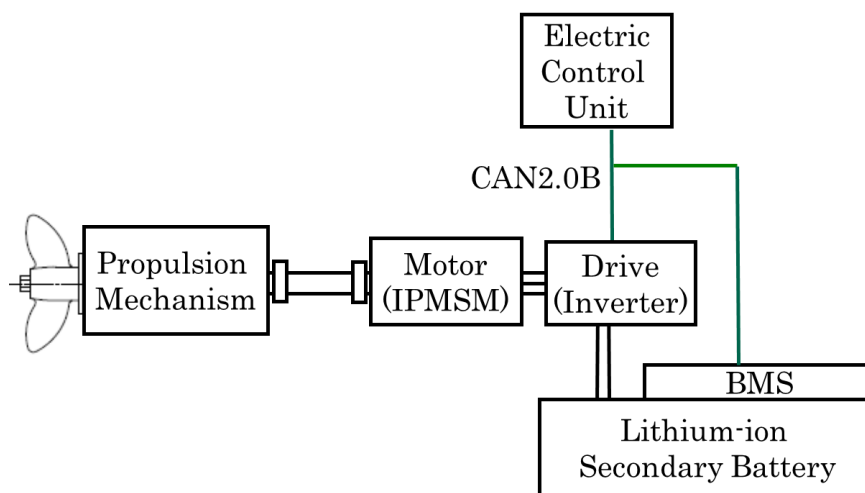 Electric
Control
Unit
CAN2.0B
Propulsion
Mechanism
Motor
(IPMSM)
Drive
(Inverter)
BMS
Lithium-ion
Secondary Battery